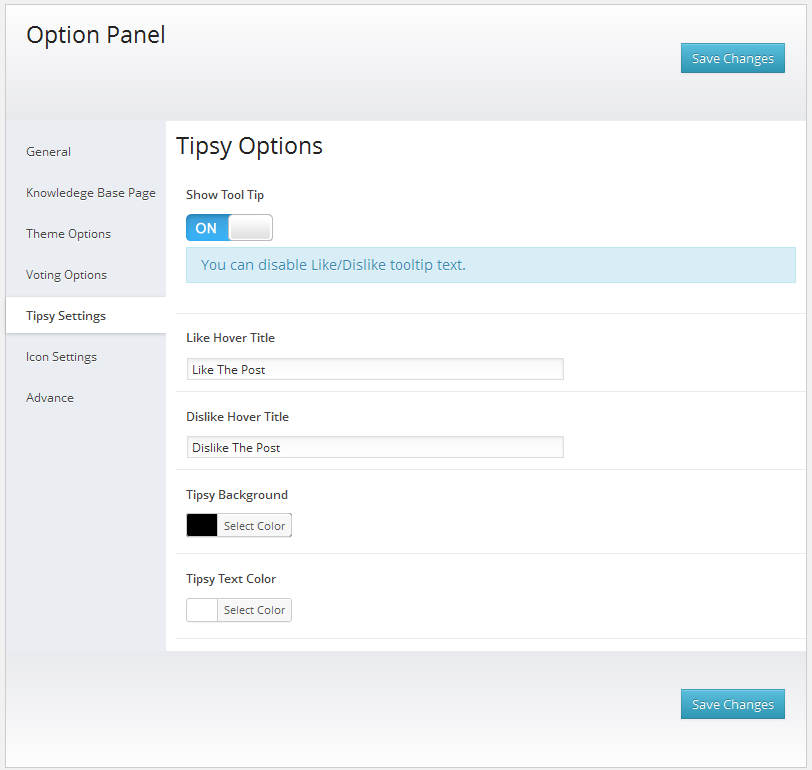 Option Panel
Save Changes
General
Knowledege Base Page
Theme Options
Voting Options
Tipsy Settings
Icon Settings
Advance
Tipsy Options
Show Tool Tip
ON
You can disable Like/Dislike tooltip text.
Like Hover Title
Like The Post
Dislike Hover Title
Dislike The Post
Tipsy Background
Select Color
Tipsy Text Color
Select Color
Save Changes